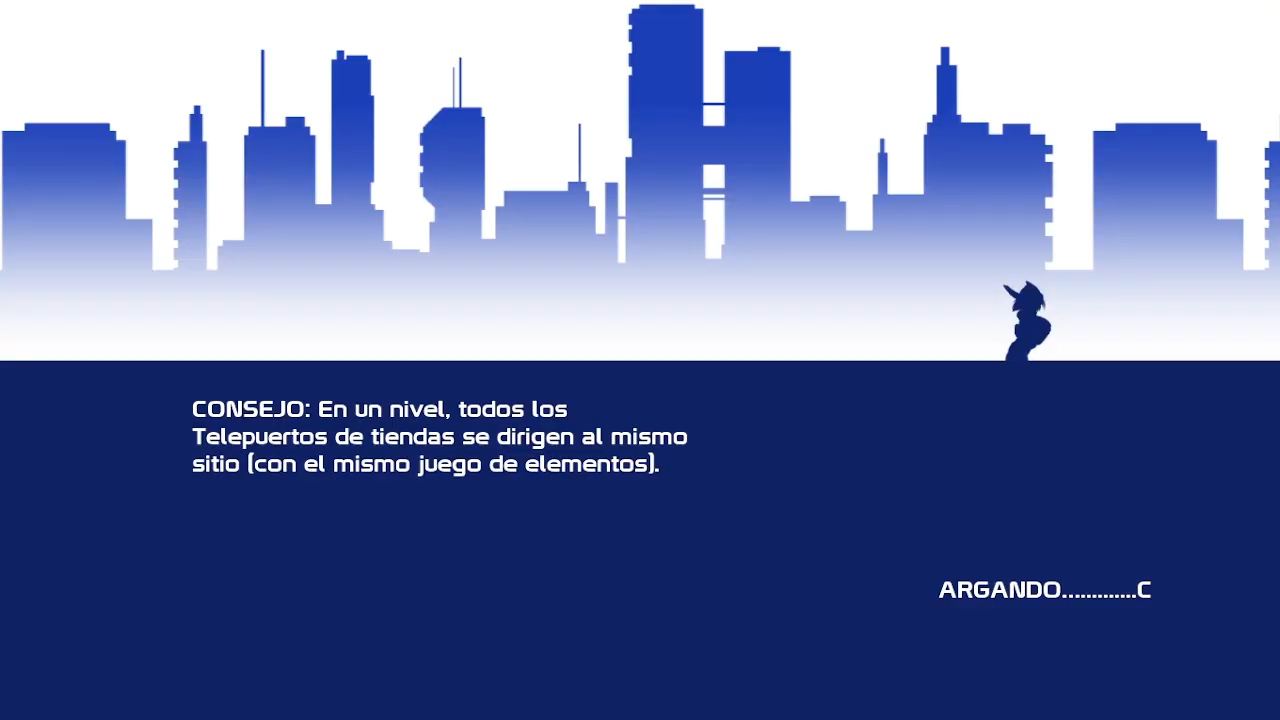 CONSEJO: En un nivel, todos los
Telepuertos de tiendas se dirigen al mismo
sitio (con el mismo juego de elementos).
ARGANDO.............C